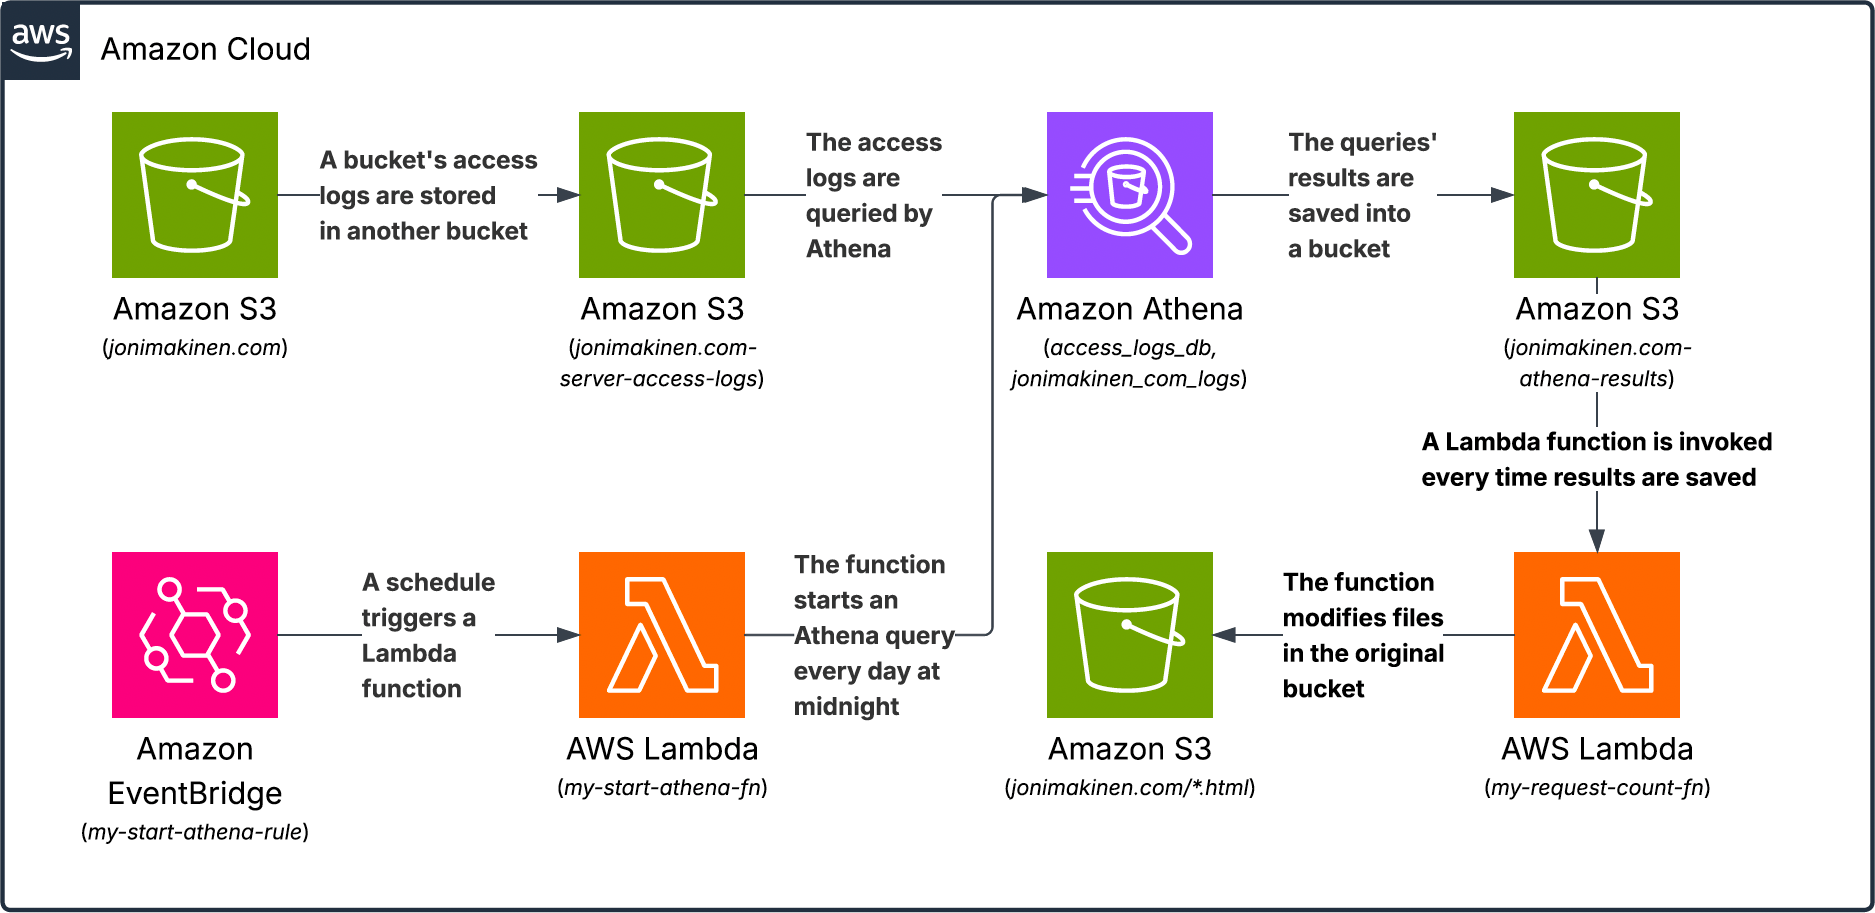 aws
Amazon Cloud
A bucket's access
logs are stored
in another bucket
The access
logs are
queried by
Athena
The queries'
results are
saved into
a bucket
Amazon S3
(jonimakinen.com)
Amazon S3
(jonimakinen.com-
server-access-logs)
Amazon Athena
(access_logs_db,
jonimakinen_com_logs)
Amazon S3
(jonimakinen.com-
athena-results)
A Lambda function is invoked
every time results are saved
A schedule
triggers a
Lambda
function
The function
starts an
Athena query
every day at
midnight
The function
modifies files
in the original
bucket
Amazon
EventBridge
(my-start-athena-rule)
AWS Lambda
(my-start-athena-fn)
Amazon S3
(jonimakinen.com/*.html)
AWS Lambda
(my-request-count-fn)